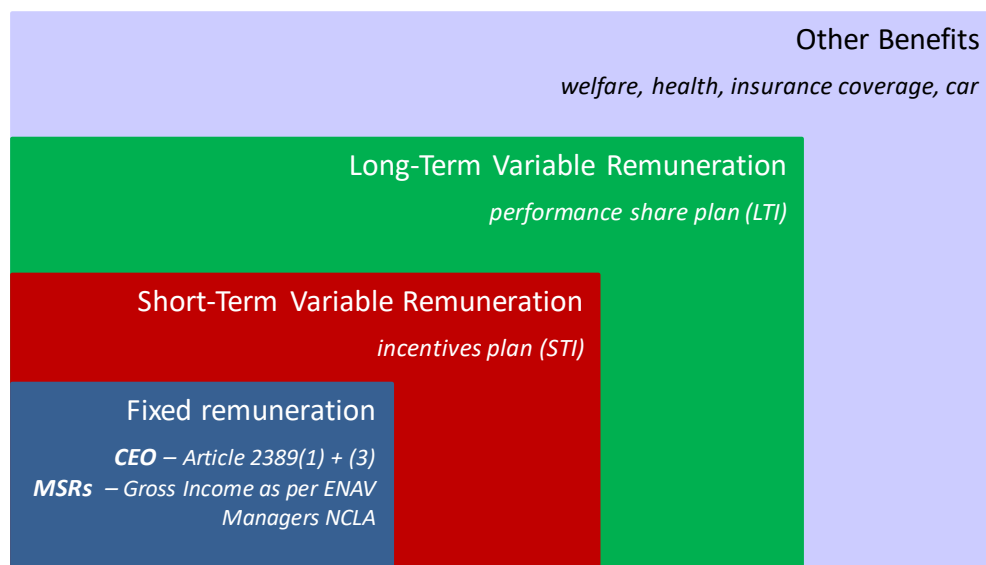 Other Benefits
welfare, health, insurance coverage, car
Long-Term Variable Remuneration
performance share plan (LTI)
Short-Term Variable Remuneration
incentives plan (STI)
Fixed remuneration
CEO – Article 2389(1) + (3)
MSRs – Gross Income as per ENAV
Managers NCLA